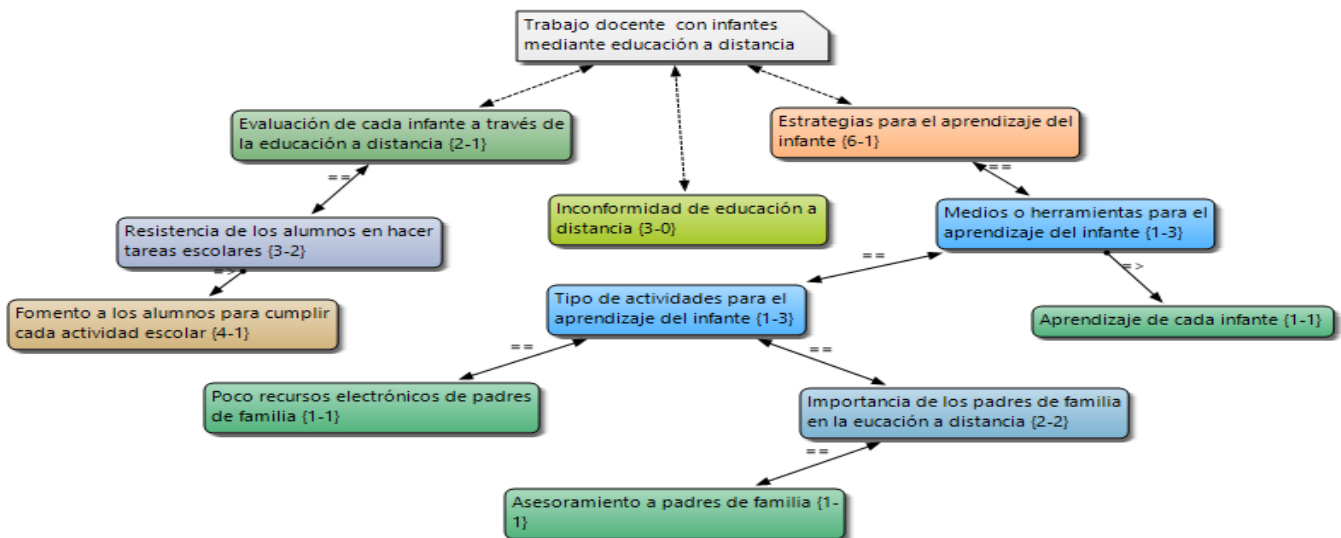 Trabajo docente con infantes
mediante educación a distancia
Evaluación de cada infante a través de
la educación a distancia {2-1}
Estrategias para el aprendizaje del
infante {6-1}
==
==
Inconformidad de educación a
distancia {3-0}
Medios o herramientas para el
aprendizaje del infante {1-3}
Resistencia de los alumnos en hacer
tareas escolares {3-2}
==
=>
=>
Tipo de actividades para el
aprendizaje del infante {1-3}
Fomento a los alumnos para cumplir
cada actividad escolar {4-1}
Aprendizaje de cada infante {1-1}
==
==
Poco recursos electrónicos de padres
de familia {1-1}
Importancia de los padres de familia
en la eucación a distancia {2-2}
==
Asesoramiento a padres de familia {1-
1}